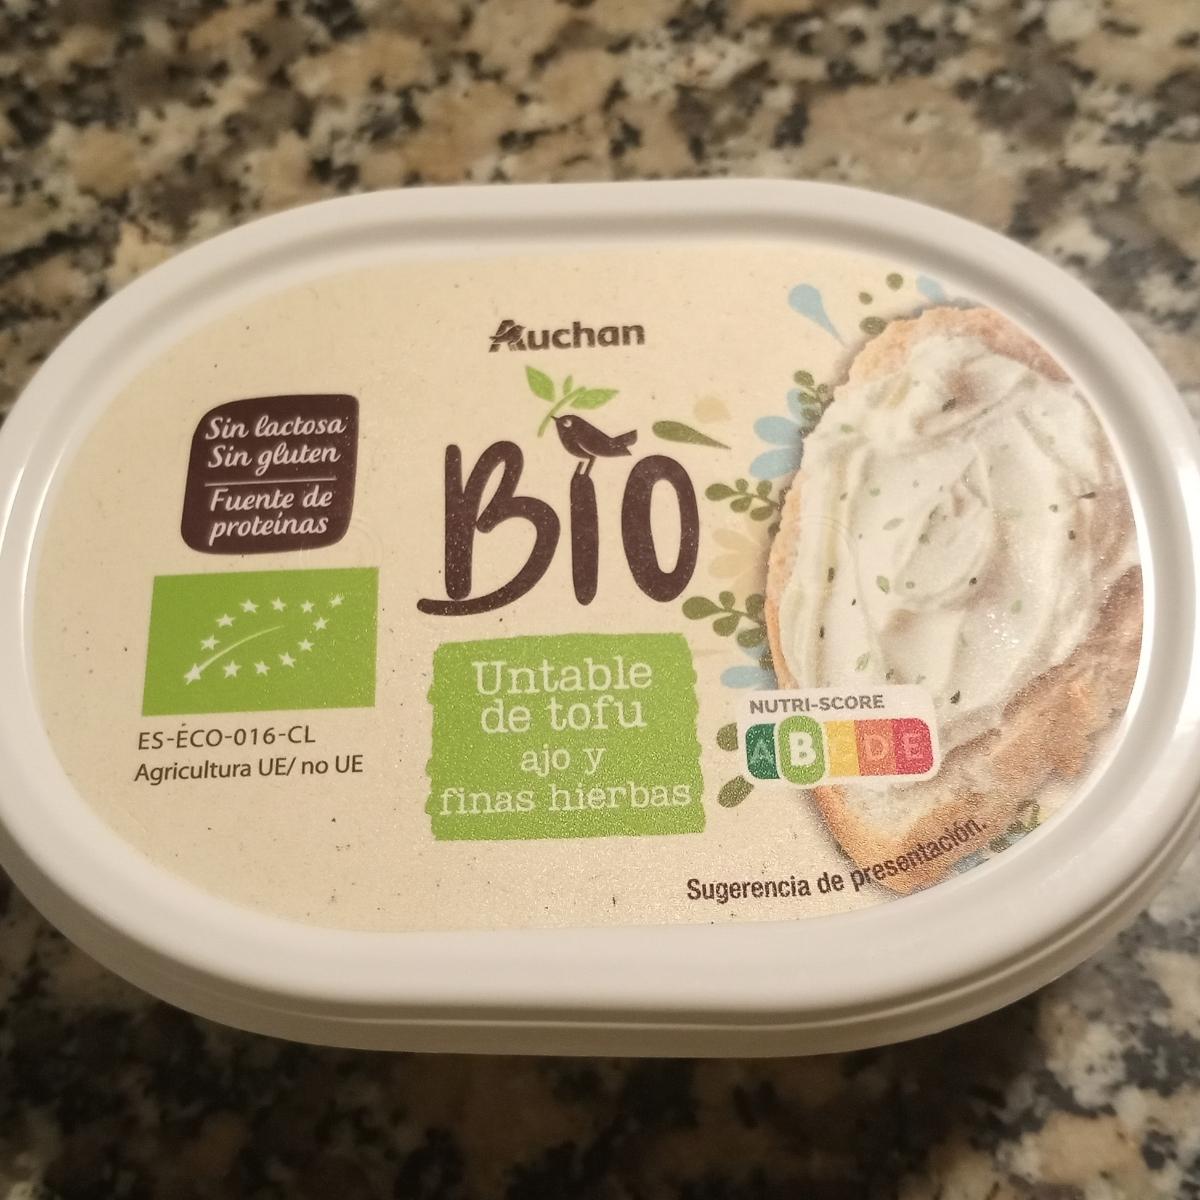 Auchan
BIO
Sin lactosa
Sin gluten
Fuente de
proteínas
ES-ECO-016-CL
Agricultura UE/ no UE
Untable
de tofu
ajo y
finas hierbas
NUTRI-SCORE
A B D E
Sugerencia de presentación.